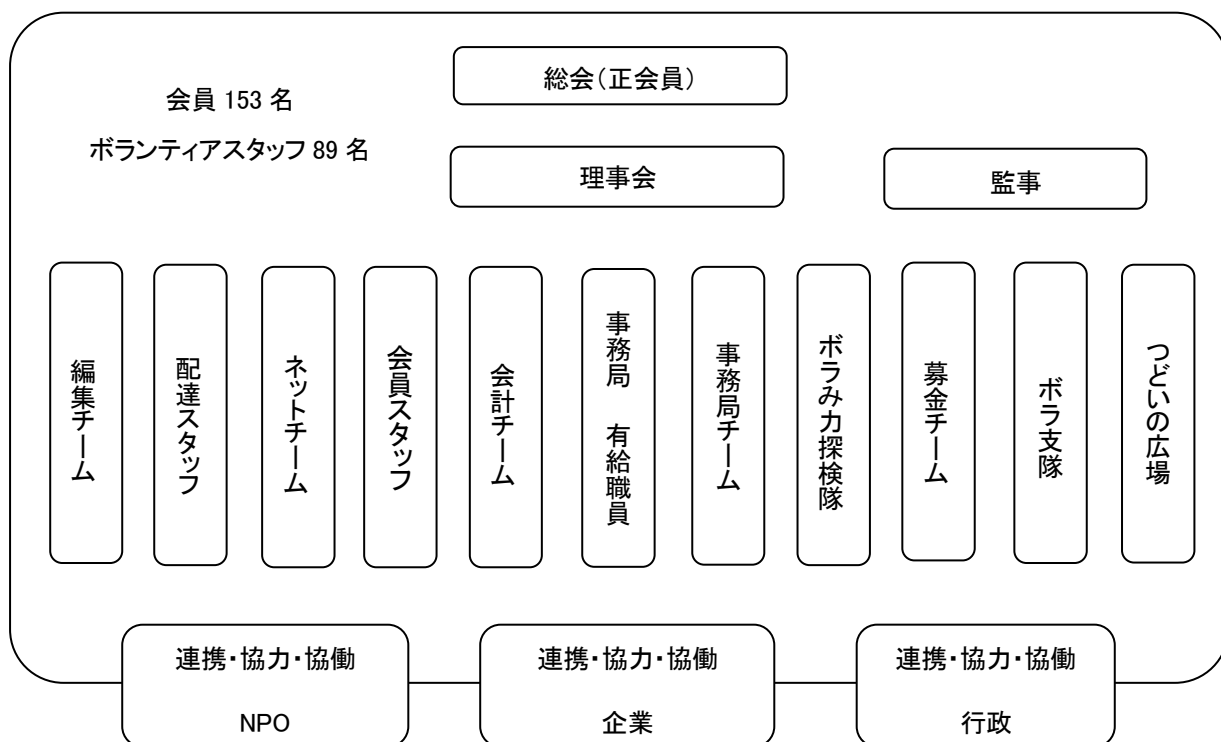 総会(正会員)
会員 153 名
ボランティアスタッフ 89 名
理事会
監事
編集チーム
配達スタッフ
ネットチーム
会員スタッフ
会計チーム
事務局 有給職員
事務局チーム
ボラみ力探検隊
募金チーム
ボラ支隊
つどいの広場
連携・協力・協働
NPO
連携・協力・協働
企業
連携・協力・協働
行政